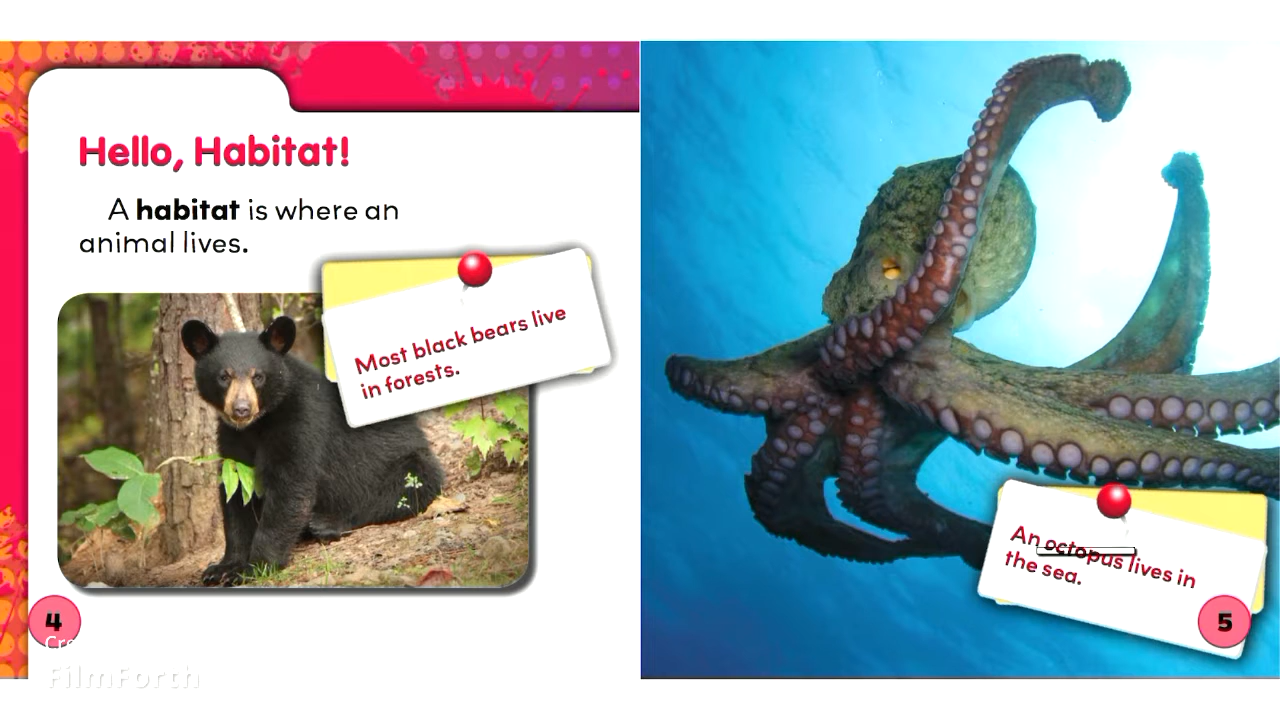 Hello, Habitat!
A habitat is where an
animal lives.
Most black bears live
in forests.
4
An octopus lives in
the sea.
5
FilmForth